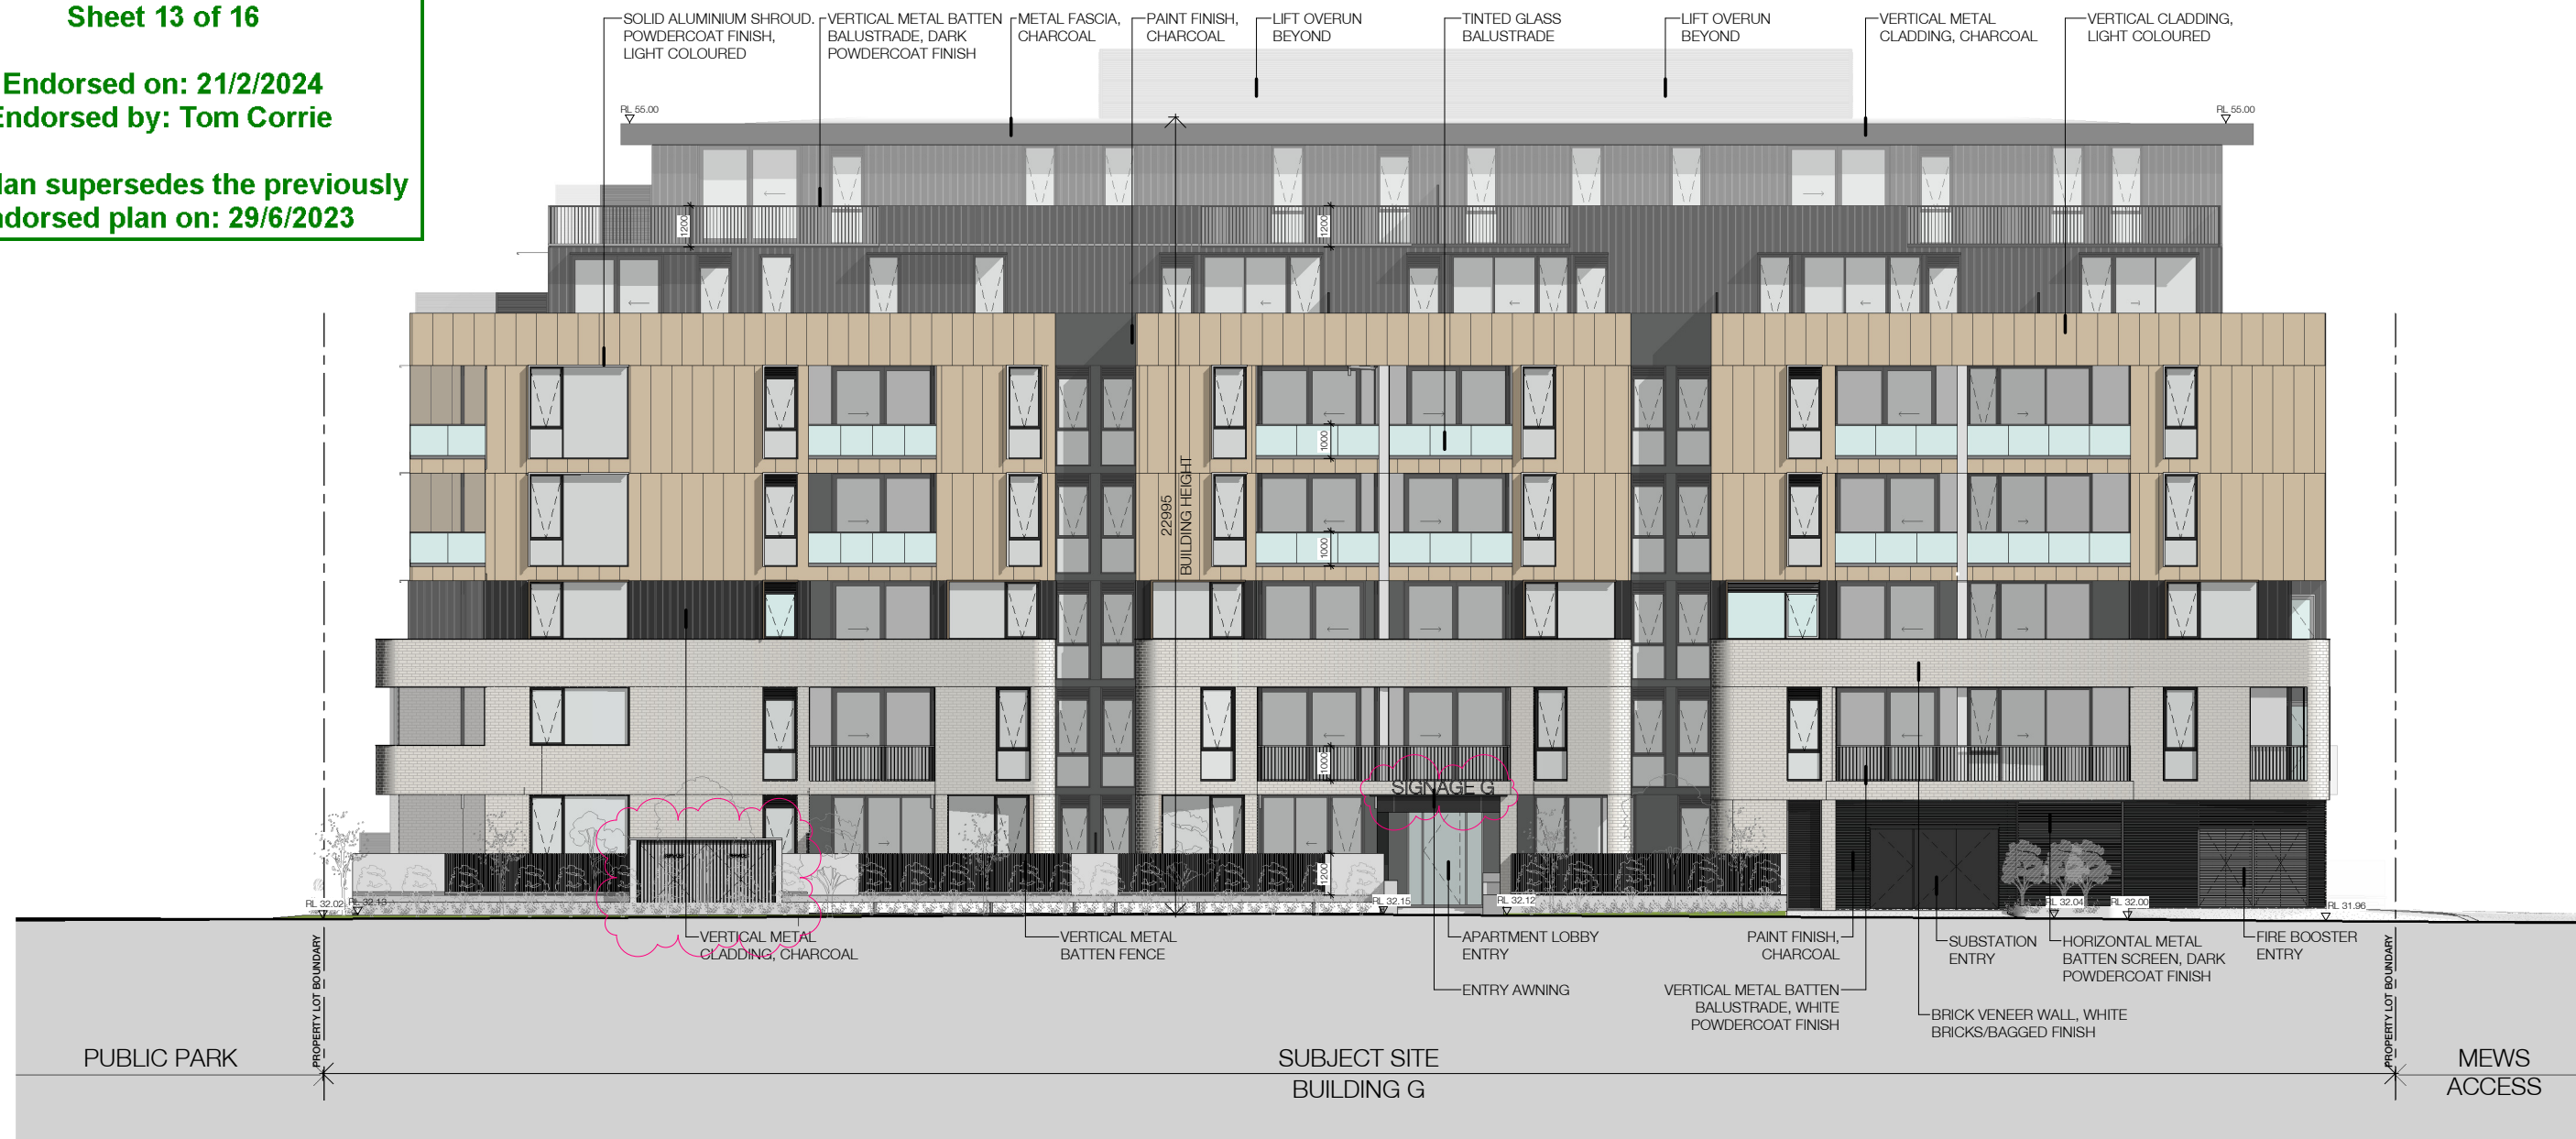 Sheet 13 of 16
Endorsed on: 21/2/2024
Endorsed by: Tom Corrie
lan supersedes the previously
ndorsed plan on: 29/6/2023
SOLID ALUMINIUM SHROUD.
POWDERCOAT FINISH,
LIGHT COLOURED
VERTICAL METAL BATTEN
BALUSTRADE, DARK
POWDERCOAT FINISH
METAL FASCIA,
CHARCOAL
PAINT FINISH,
CHARCOAL
LIFT OVERUN
BEYOND
TINTED GLASS
BALUSTRADE
LIFT OVERUN
BEYOND
VERTICAL METAL
CLADDING, CHARCOAL
VERTICAL CLADDING,
LIGHT COLOURED
RL 55.00
RL 55.00
1200
1200
1000
1000
22995
BUILDING HEIGHT
1000
SIGNAGE G
1200
RL 32.02
RL 32.13
RL 32.15
RL 32.12
RL 32.04
RL 32.00
RL 31.96
VERTICAL METAL
CLADDING, CHARCOAL
VERTICAL METAL
BATTEN FENCE
APARTMENT LOBBY
ENTRY
ENTRY AWNING
PAINT FINISH,
CHARCOAL
VERTICAL METAL BATTEN
BALUSTRADE, WHITE
POWDERCOAT FINISH
SUBSTATION
ENTRY
HORIZONTAL METAL
BATTEN SCREEN, DARK
POWDERCOAT FINISH
FIRE BOOSTER
ENTRY
BRICK VENEER WALL, WHITE
BRICKS/BAGGED FINISH
PROPERTY LOT BOUNDARY
PROPERTY LOT BOUNDARY
PUBLIC PARK
SUBJECT SITE
BUILDING G
MEWS
ACCESS